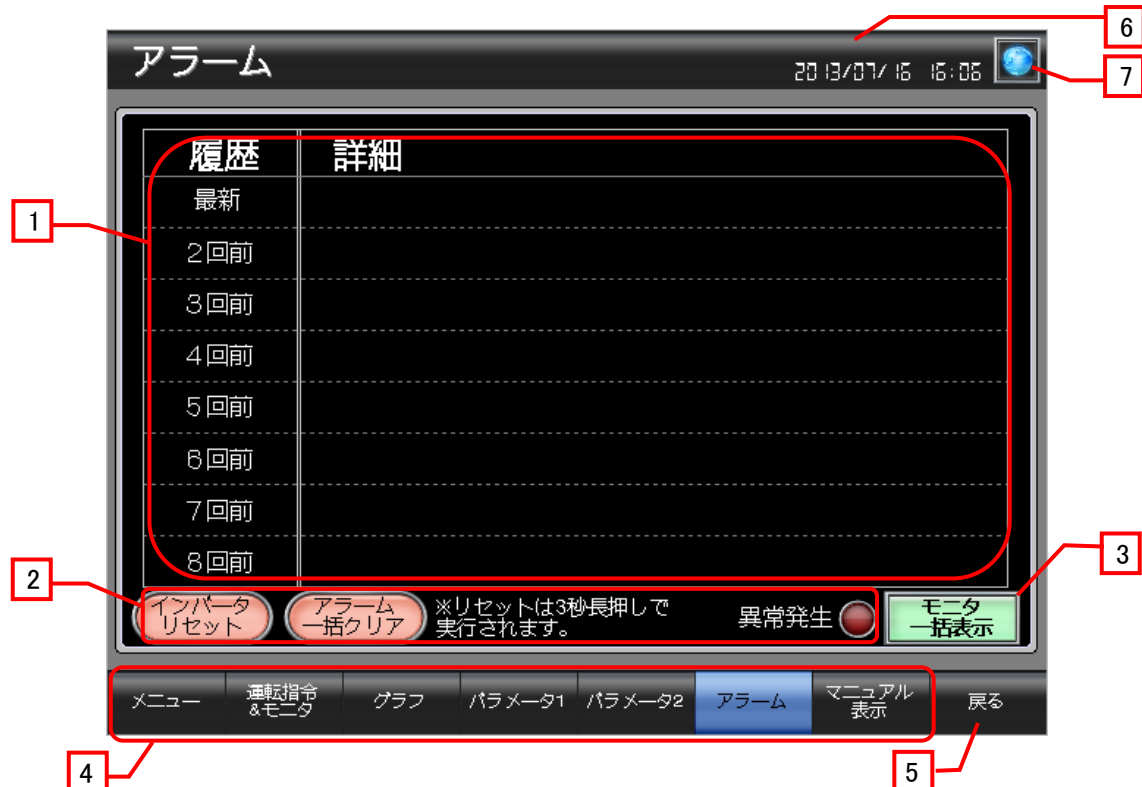 6
アラーム
2013/07/16 16:06
7
履歴 詳細
最新
1
2回前
3回前
4回前
5回前
6回前
7回前
8回前
3
2
インバータ
リセット
アラーム
一括クリア
※リセットは3秒長押しで
実行されます。
異常発生
モニタ
一括表示
メニュー
運転指令
&モニタ
グラフ
パラメータ1
パラメータ2
アラーム
マニュアル
表示
戻る
4
5